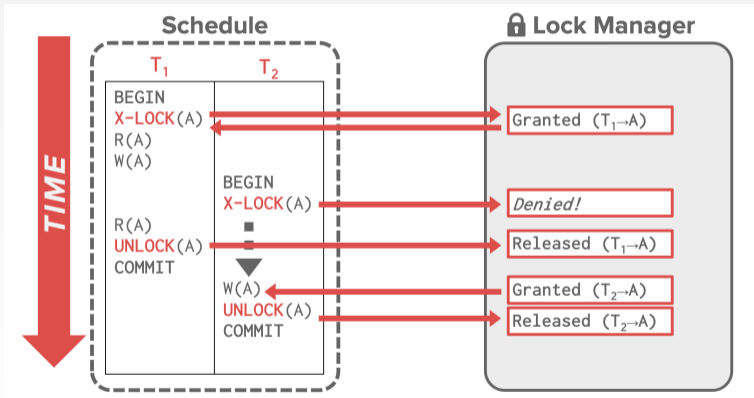 Schedule
Lock Manager
TIME
T₁ T₂
BEGIN
X-LOCK(A)
R(A)
W(A)
BEGIN
X-LOCK(A)
R(A)
UNLOCK(A)
COMMIT
W(A)
UNLOCK(A)
COMMIT
Granted (T₁→A)
Denied!
Released (T₁→A)
Granted (T₂→A)
Released (T₂→A)